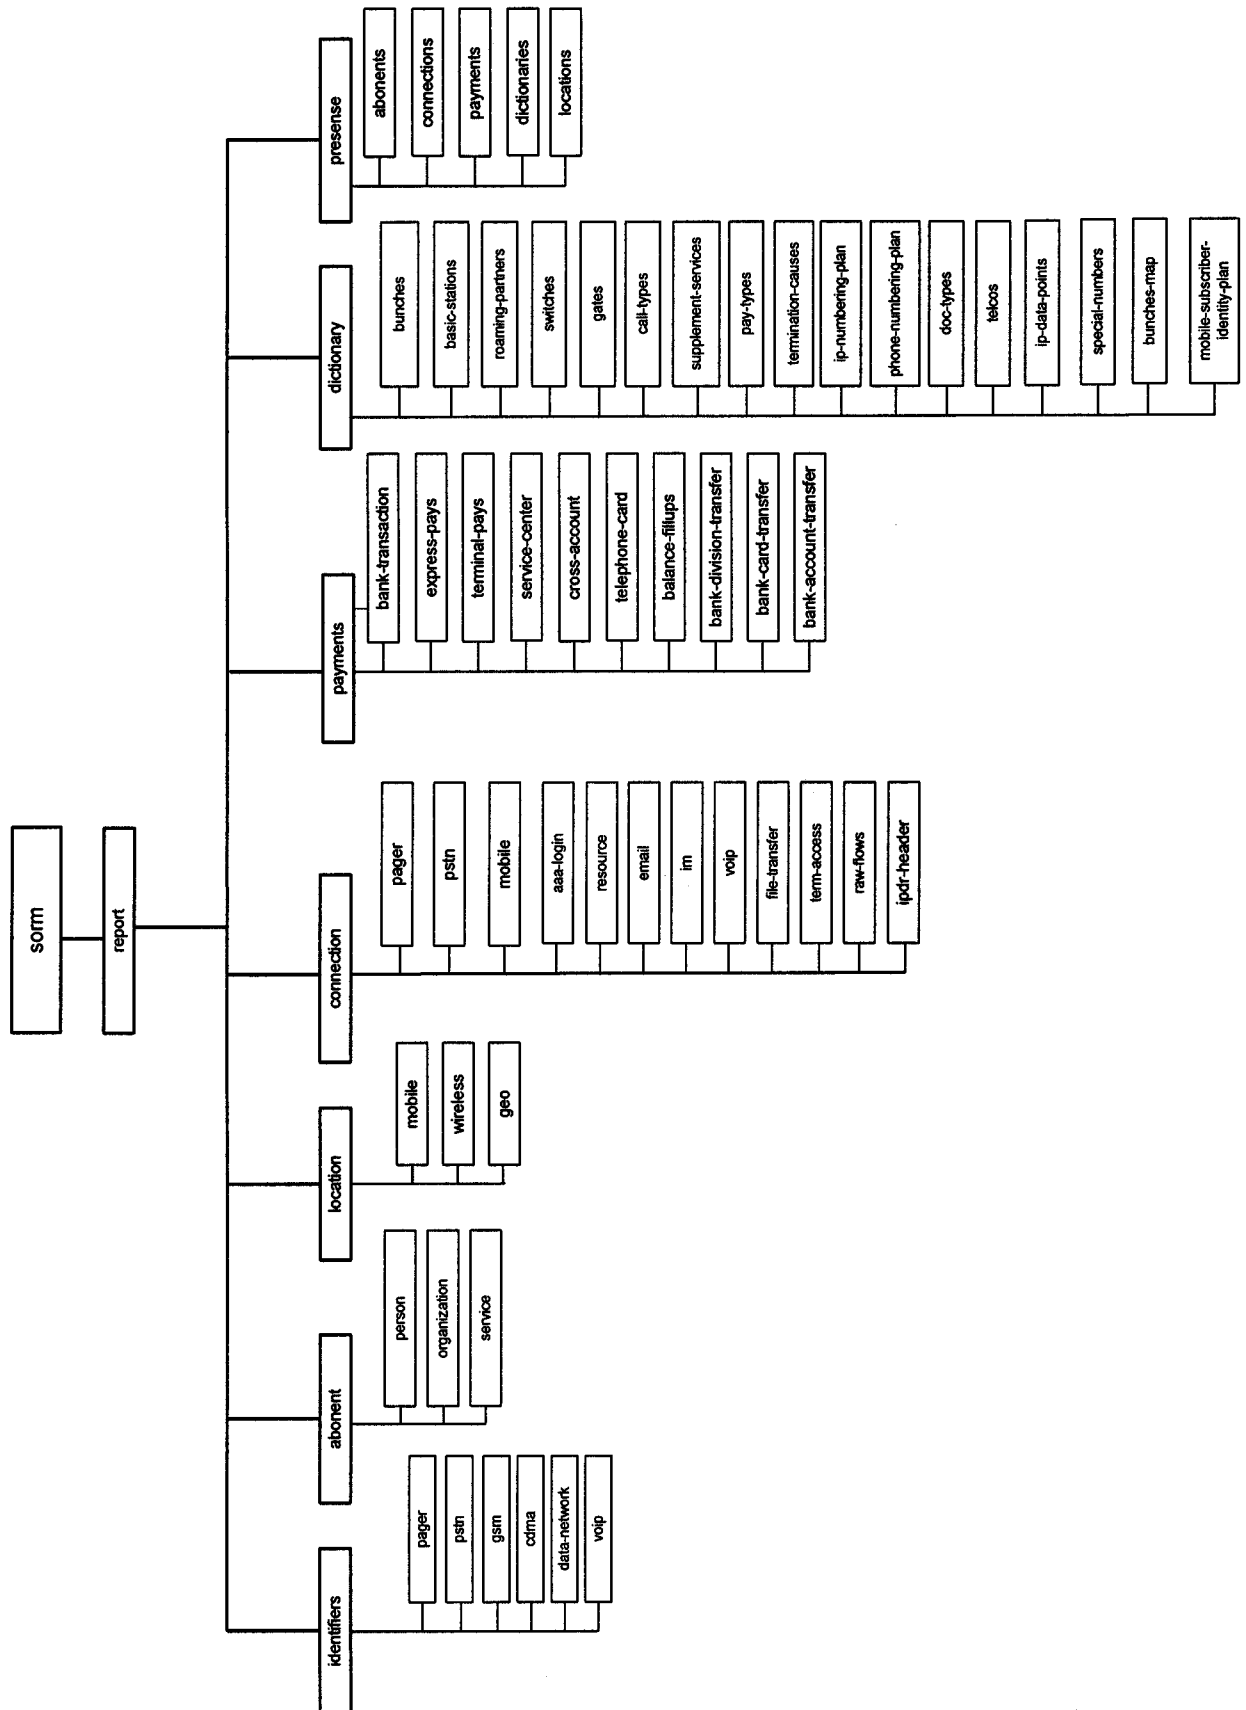 sorm
report
identifiers
pager
pstn
gsm
cdma
data-network
voip
abonent
person
organization
service
location
mobile
wireless
geo
connection
pager
pstn
mobile
aaa-login
resource
email
im
voip
file-transfer
term-access
raw-flows
ipdr-header
payments
bank-transaction
express-pays
terminal-pays
service-center
cross-account
telephone-card
balance-fillups
bank-division-transfer
bank-card-transfer
bank-account-transfer
dictionary
bunches
basic-stations
roaming-partners
switches
gates
call-types
supplement-services
pay-types
termination-causes
ip-numbering-plan
phone-numbering-plan
doc-types
telcos
ip-data-points
special-numbers
bunches-map
mobile-subscriber-
identity-plan
presense
abonents
connections
payments
dictionaries
locations